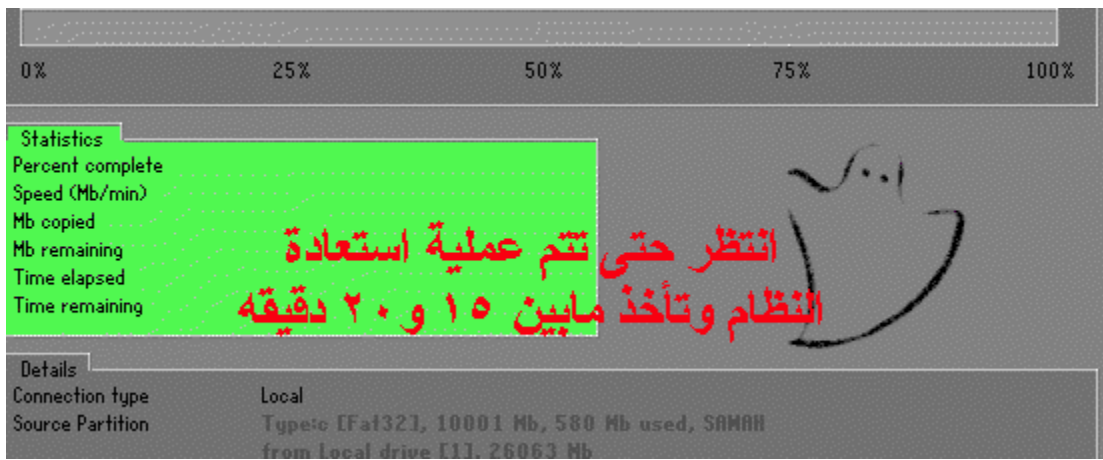 0% 25% 50% 75% 100%
Statistics
Percent complete
Speed (Mb/min)
Mb copied
Mb remaining
Time elapsed
Time remaining
انتظر حتى تتم عملية استعادة
النظام وتأخذ مابين ١٥ و ٢٠ دقيقه
Details
Connection type Local
Source Partition Type:c [Fat32], 10001 Mb, 580 Mb used, SAMAH
from Local drive [1], 26063 Mb